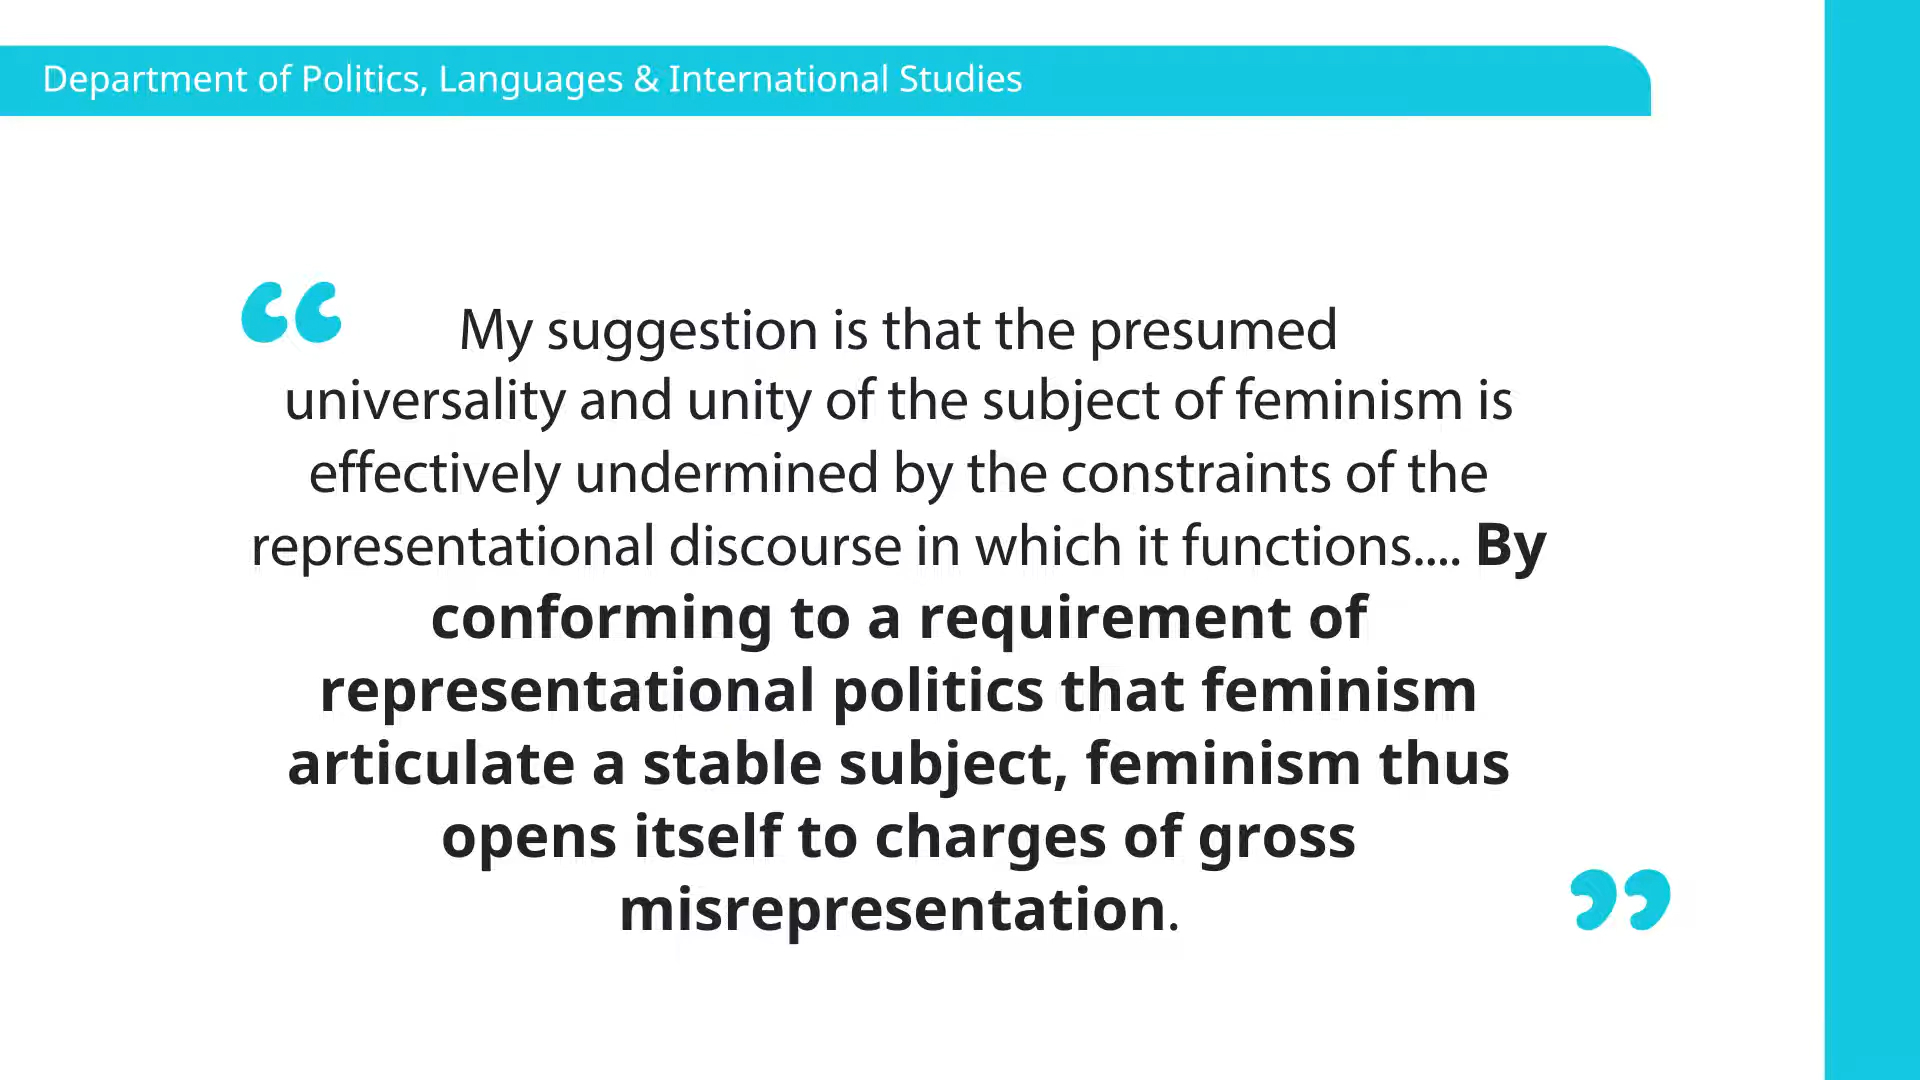 Department of Politics, Languages & International Studies
“ My suggestion is that the presumed
universality and unity of the subject of feminism is
effectively undermined by the constraints of the
representational discourse in which it functions.... By
conforming to a requirement of
representational politics that feminism
articulate a stable subject, feminism thus
opens itself to charges of gross
misrepresentation. ”